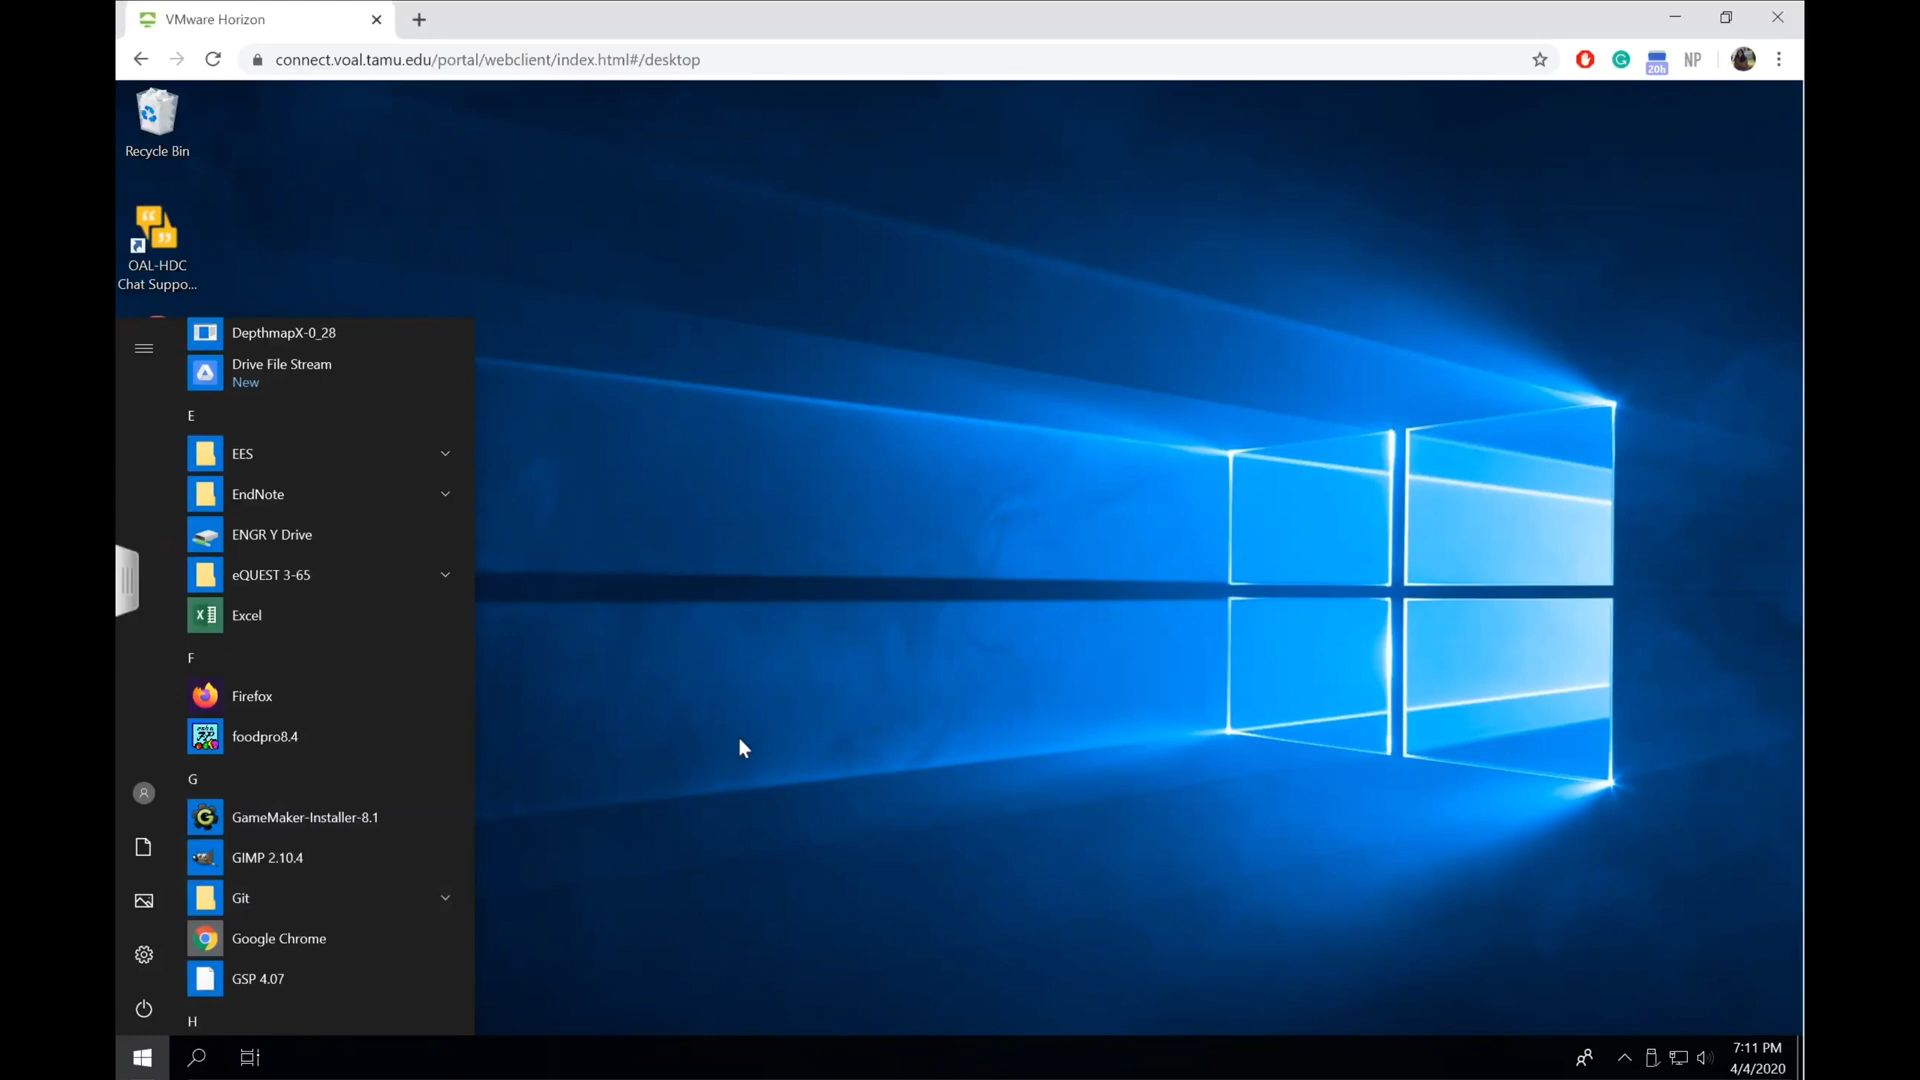 VMware Horizon
connect.voal.tamu.edu/portal/webclient/index.html#/desktop
20h
NP
Recycle Bin
OAL-HDC
Chat Suppo...
DepthmapX-0_28
Drive File Stream
New
E
EES
EndNote
ENGR Y Drive
eQUEST 3-65
Excel
F
Firefox
foodpro8.4
G
GameMaker-Installer-8.1
GIMP 2.10.4
Git
Google Chrome
GSP 4.07
H
7:11 PM
4/4/2020